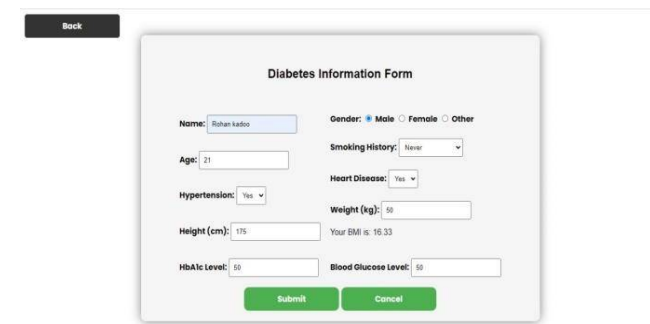 Back
Diabetes Information Form
Name: Rohan kadoo
Gender: Male Female Other
Age: 21
Smoking History: Never
Heart Disease: Yes
Hypertension: Yes
Weight (kg): 50
Height (cm): 175
Your BMI is: 16.33
HbA1c Level: 50
Blood Glucose Level: 50
Submit
Cancel